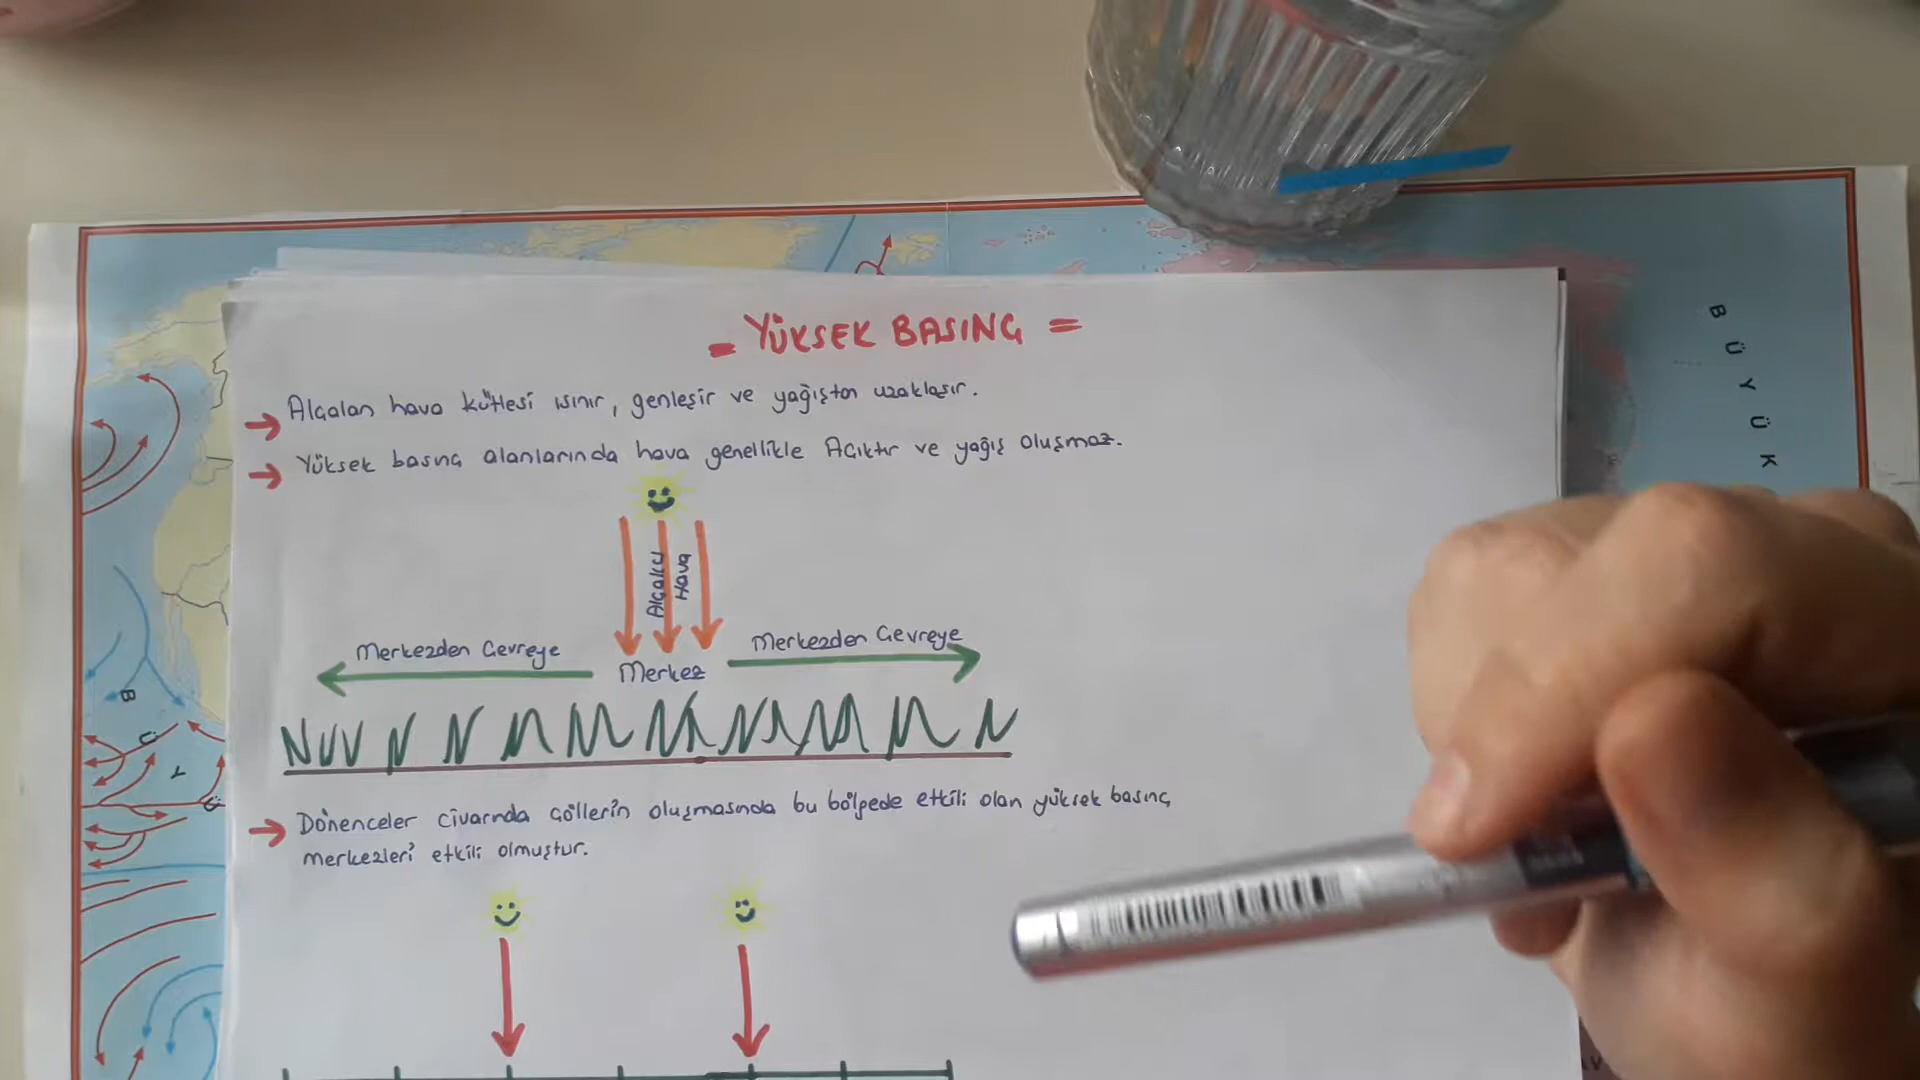 = YÜKSEK BASINÇ =
→ Alçalan hava kütlesi ısınır, genleşir ve yağıştan uzaklaşır.
→ Yüksek basınç alanlarında hava genellikle Açıktır ve yağış oluşmaz.
Alçalıcı
Hava
Merkezden Çevreye
Merkez
Merkezden Çevreye
→ Dönenceler civarında çöllerin oluşmasında bu bölgede etkili olan yüksek basınç
merkezleri etkili olmuştur.
B Ü Y Ü K
B Ü Y Ü